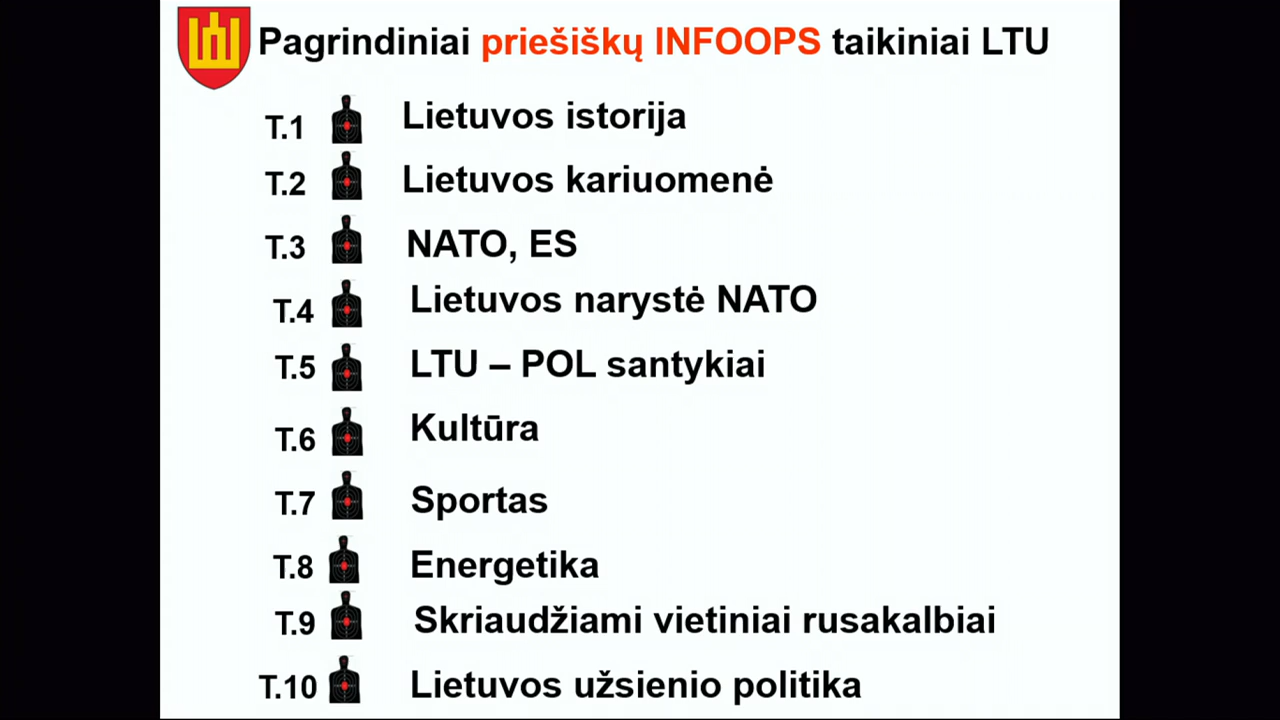 Pagrindiniai priešiškų INFOOPS taikiniai LTU
T.1 Lietuvos istorija
T.2 Lietuvos kariuomenė
T.3 NATO, ES
T.4 Lietuvos narystė NATO
T.5 LTU – POL santykiai
T.6 Kultūra
T.7 Sportas
T.8 Energetika
T.9 Skriaudžiami vietiniai rusakalbiai
T.10 Lietuvos užsienio politika